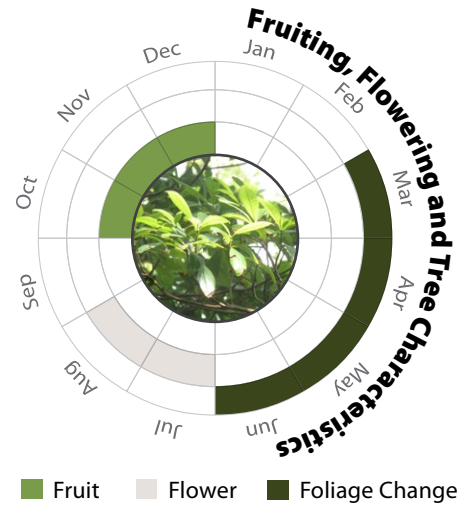 Fruiting, Flowering and Tree Characteristics
Jan
Feb
Mar
Apr
May
Jun
Jul
Aug
Sep
Oct
Nov
Dec
Fruit
Flower
Foliage Change